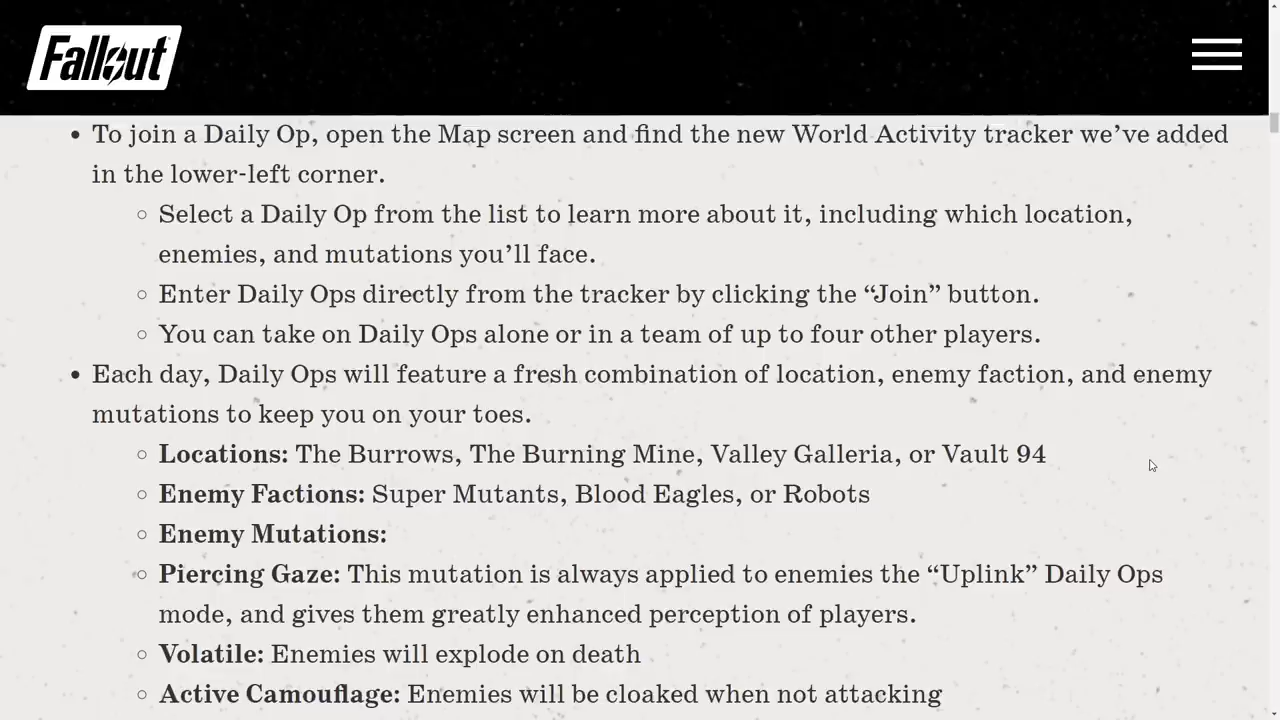 Fallout
To join a Daily Op, open the Map screen and find the new World Activity tracker we’ve added
in the lower-left corner.
Select a Daily Op from the list to learn more about it, including which location,
enemies, and mutations you’ll face.
Enter Daily Ops directly from the tracker by clicking the “Join” button.
You can take on Daily Ops alone or in a team of up to four other players.
Each day, Daily Ops will feature a fresh combination of location, enemy faction, and enemy
mutations to keep you on your toes.
Locations: The Burrows, The Burning Mine, Valley Galleria, or Vault 94
Enemy Factions: Super Mutants, Blood Eagles, or Robots
Enemy Mutations:
Piercing Gaze: This mutation is always applied to enemies the “Uplink” Daily Ops
mode, and gives them greatly enhanced perception of players.
Volatile: Enemies will explode on death
Active Camouflage: Enemies will be cloaked when not attacking